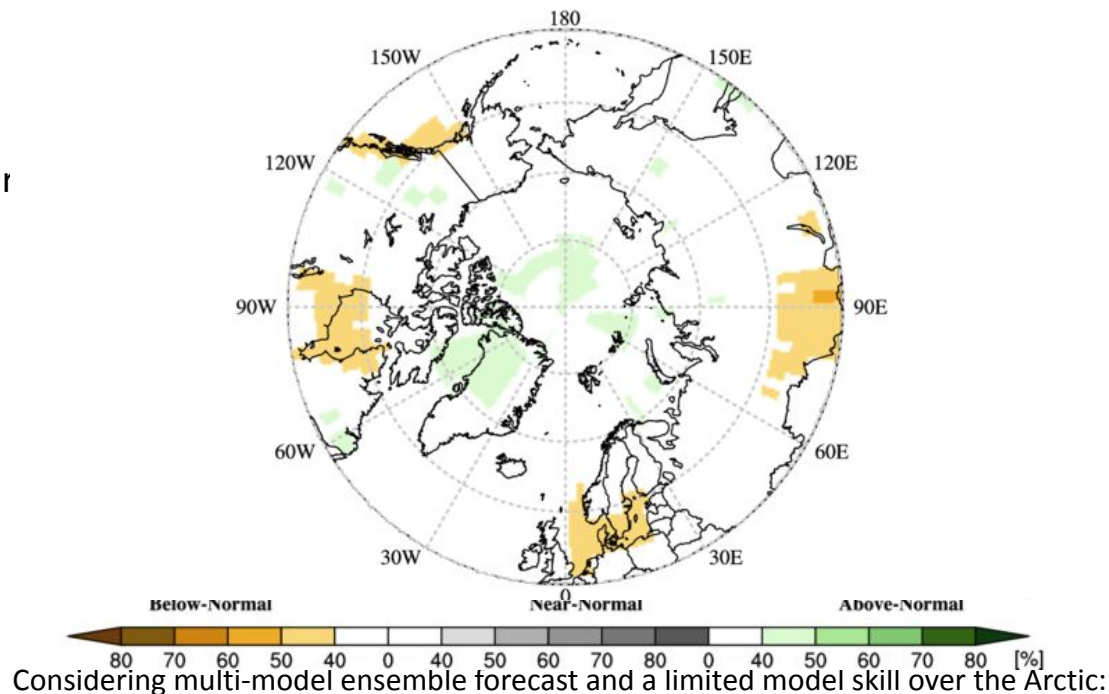 180
150W 150E
120W 120E
r
90W 90E
60W 60E
30W 30E
0
Below-Normal Near-Normal Above-Normal
80 70 60 50 40 0 40 50 60 70 80 0 40 50 60 70 80 [%]
Considering multi-model ensemble forecast and a limited model skill over the Arctic: